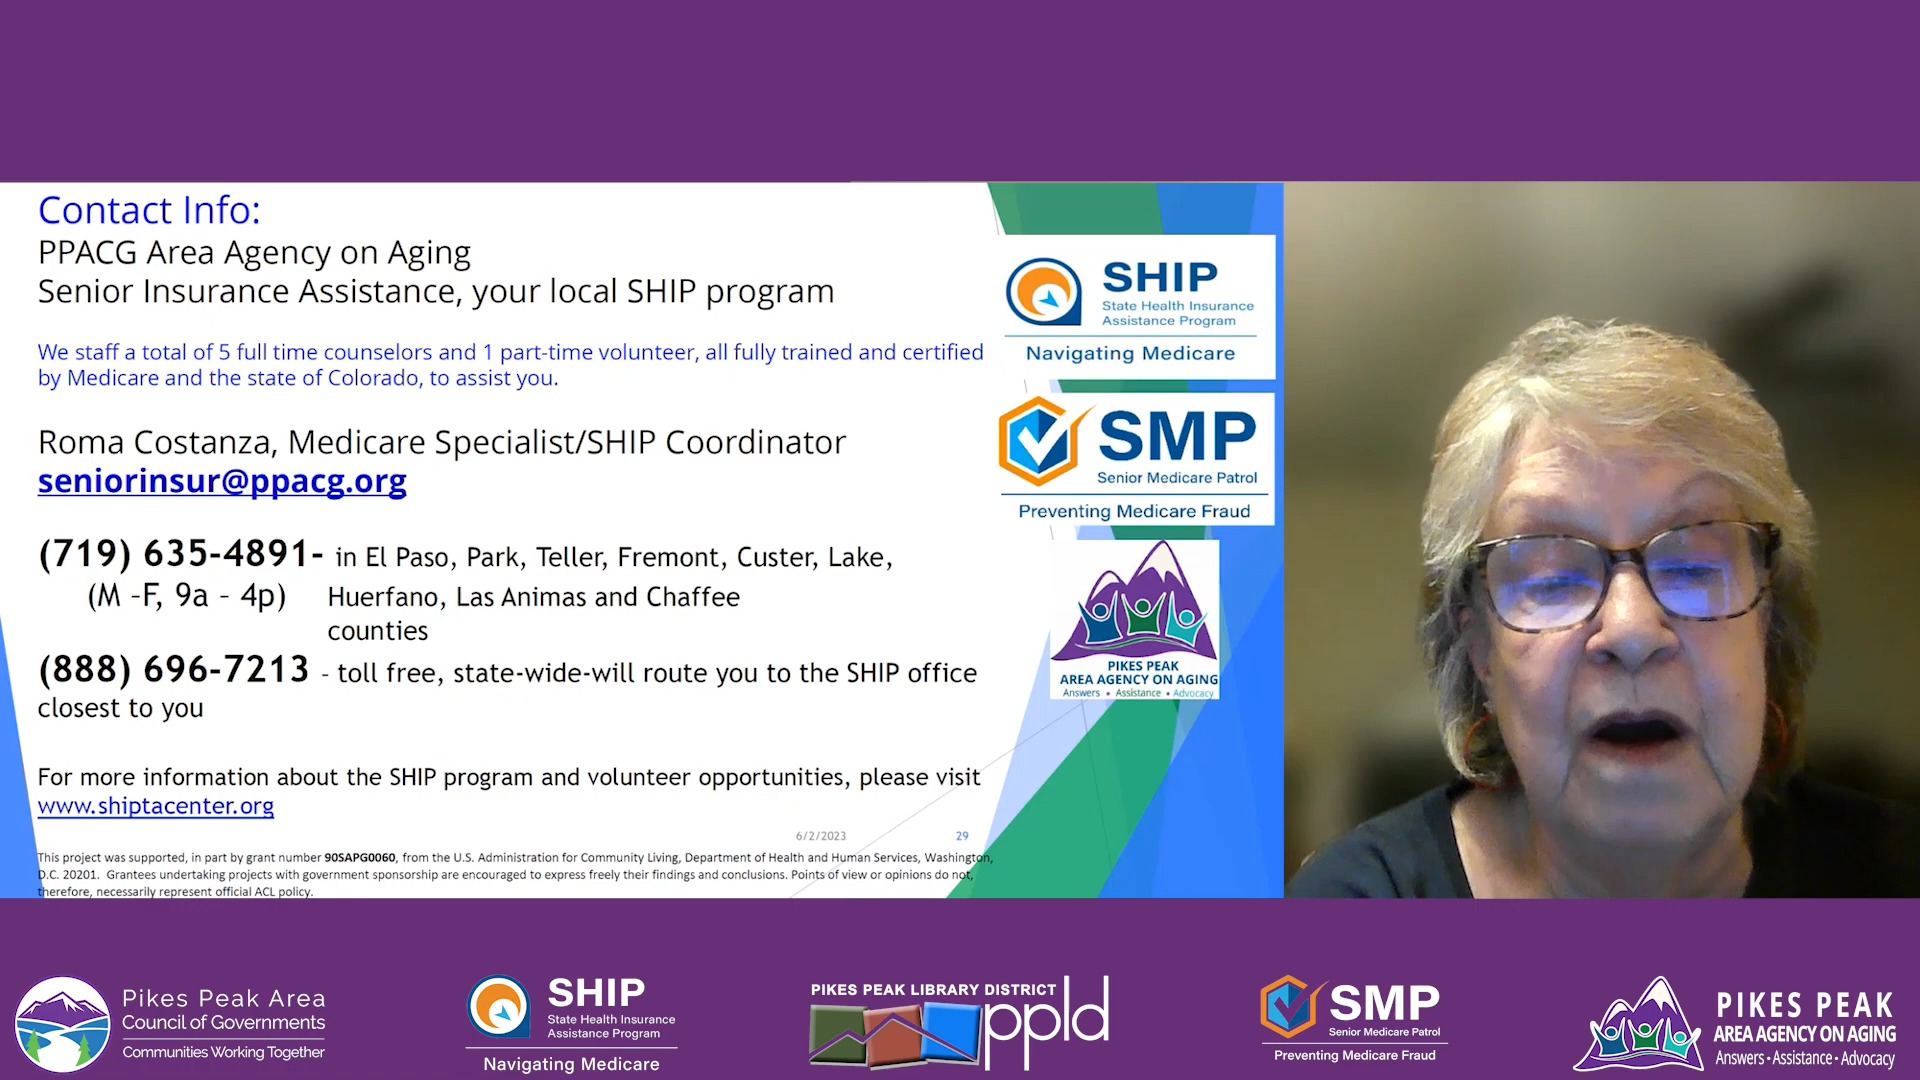 Contact Info:
PPACG Area Agency on Aging
Senior Insurance Assistance, your local SHIP program
We staff a total of 5 full time counselors and 1 part-time volunteer, all fully trained and certified
by Medicare and the state of Colorado, to assist you.
Roma Costanza, Medicare Specialist/SHIP Coordinator
seniorinsur@ppacg.org
(719) 635-4891- in El Paso, Park, Teller, Fremont, Custer, Lake,
(M -F, 9a - 4p) Huerfano, Las Animas and Chaffee
counties
(888) 696-7213 - toll free, state-wide-will route you to the SHIP office
closest to you
For more information about the SHIP program and volunteer opportunities, please visit
www.shiptacenter.org
6/2/2023 29
This project was supported, in part by grant number 90SAPG0060, from the U.S. Administration for Community Living, Department of Health and Human Services, Washington,
D.C. 20201. Grantees undertaking projects with government sponsorship are encouraged to express freely their findings and conclusions. Points of view or opinions do not,
therefore, necessarily represent official ACL policy.
SHIP
State Health Insurance
Assistance Program
Navigating Medicare
SMP
Senior Medicare Patrol
Preventing Medicare Fraud
PIKES PEAK
AREA AGENCY ON AGING
Answers • Assistance • Advocacy
Pikes Peak Area
Council of Governments
Communities Working Together
SHIP
State Health Insurance
Assistance Program
Navigating Medicare
PIKES PEAK LIBRARY DISTRICT
ppld
SMP
Senior Medicare Patrol
Preventing Medicare Fraud
PIKES PEAK
AREA AGENCY ON AGING
Answers • Assistance • Advocacy